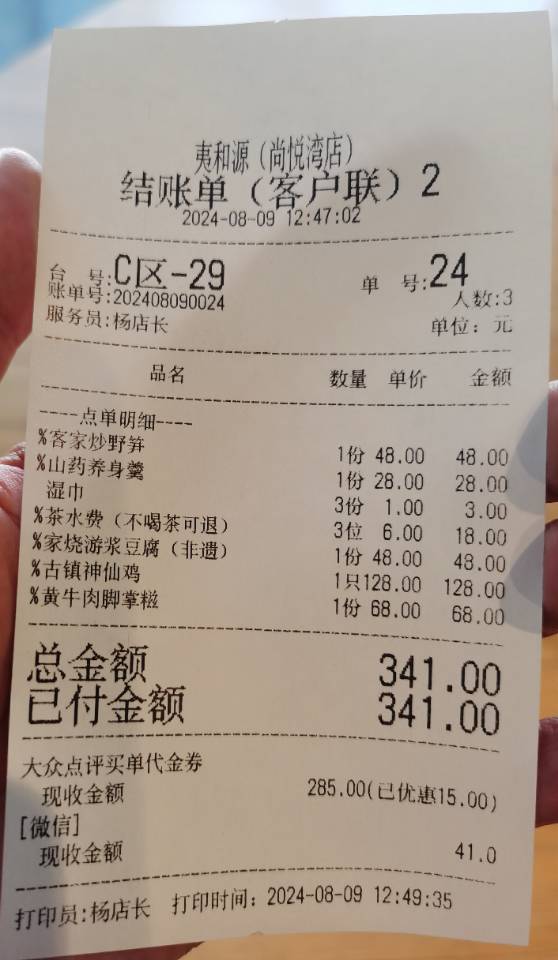 夷和源（尚悦湾店）
结账单（客户联）2
2024-08-09 12:47:02
台 号:C区-29 单 号:24
账单号:202408090024 人数:3
服务员:杨店长 单位：元
品名 数量 单价 金额
-----点单明细----
%客家炒野笋 1份 48.00 48.00
%山药养身羹 1份 28.00 28.00
湿巾 3份 1.00 3.00
%茶水费（不喝茶可退） 3位 6.00 18.00
%家烧游浆豆腐（非遗） 1份 48.00 48.00
%古镇神仙鸡 1只128.00 128.00
%黄牛肉脚掌糍 1份 68.00 68.00
总金额 341.00
已付金额 341.00
大众点评买单代金券
现收金额 285.00(已优惠15.00)
[微信]
现收金额 41.0
打印员:杨店长 打印时间：2024-08-09 12:49:35